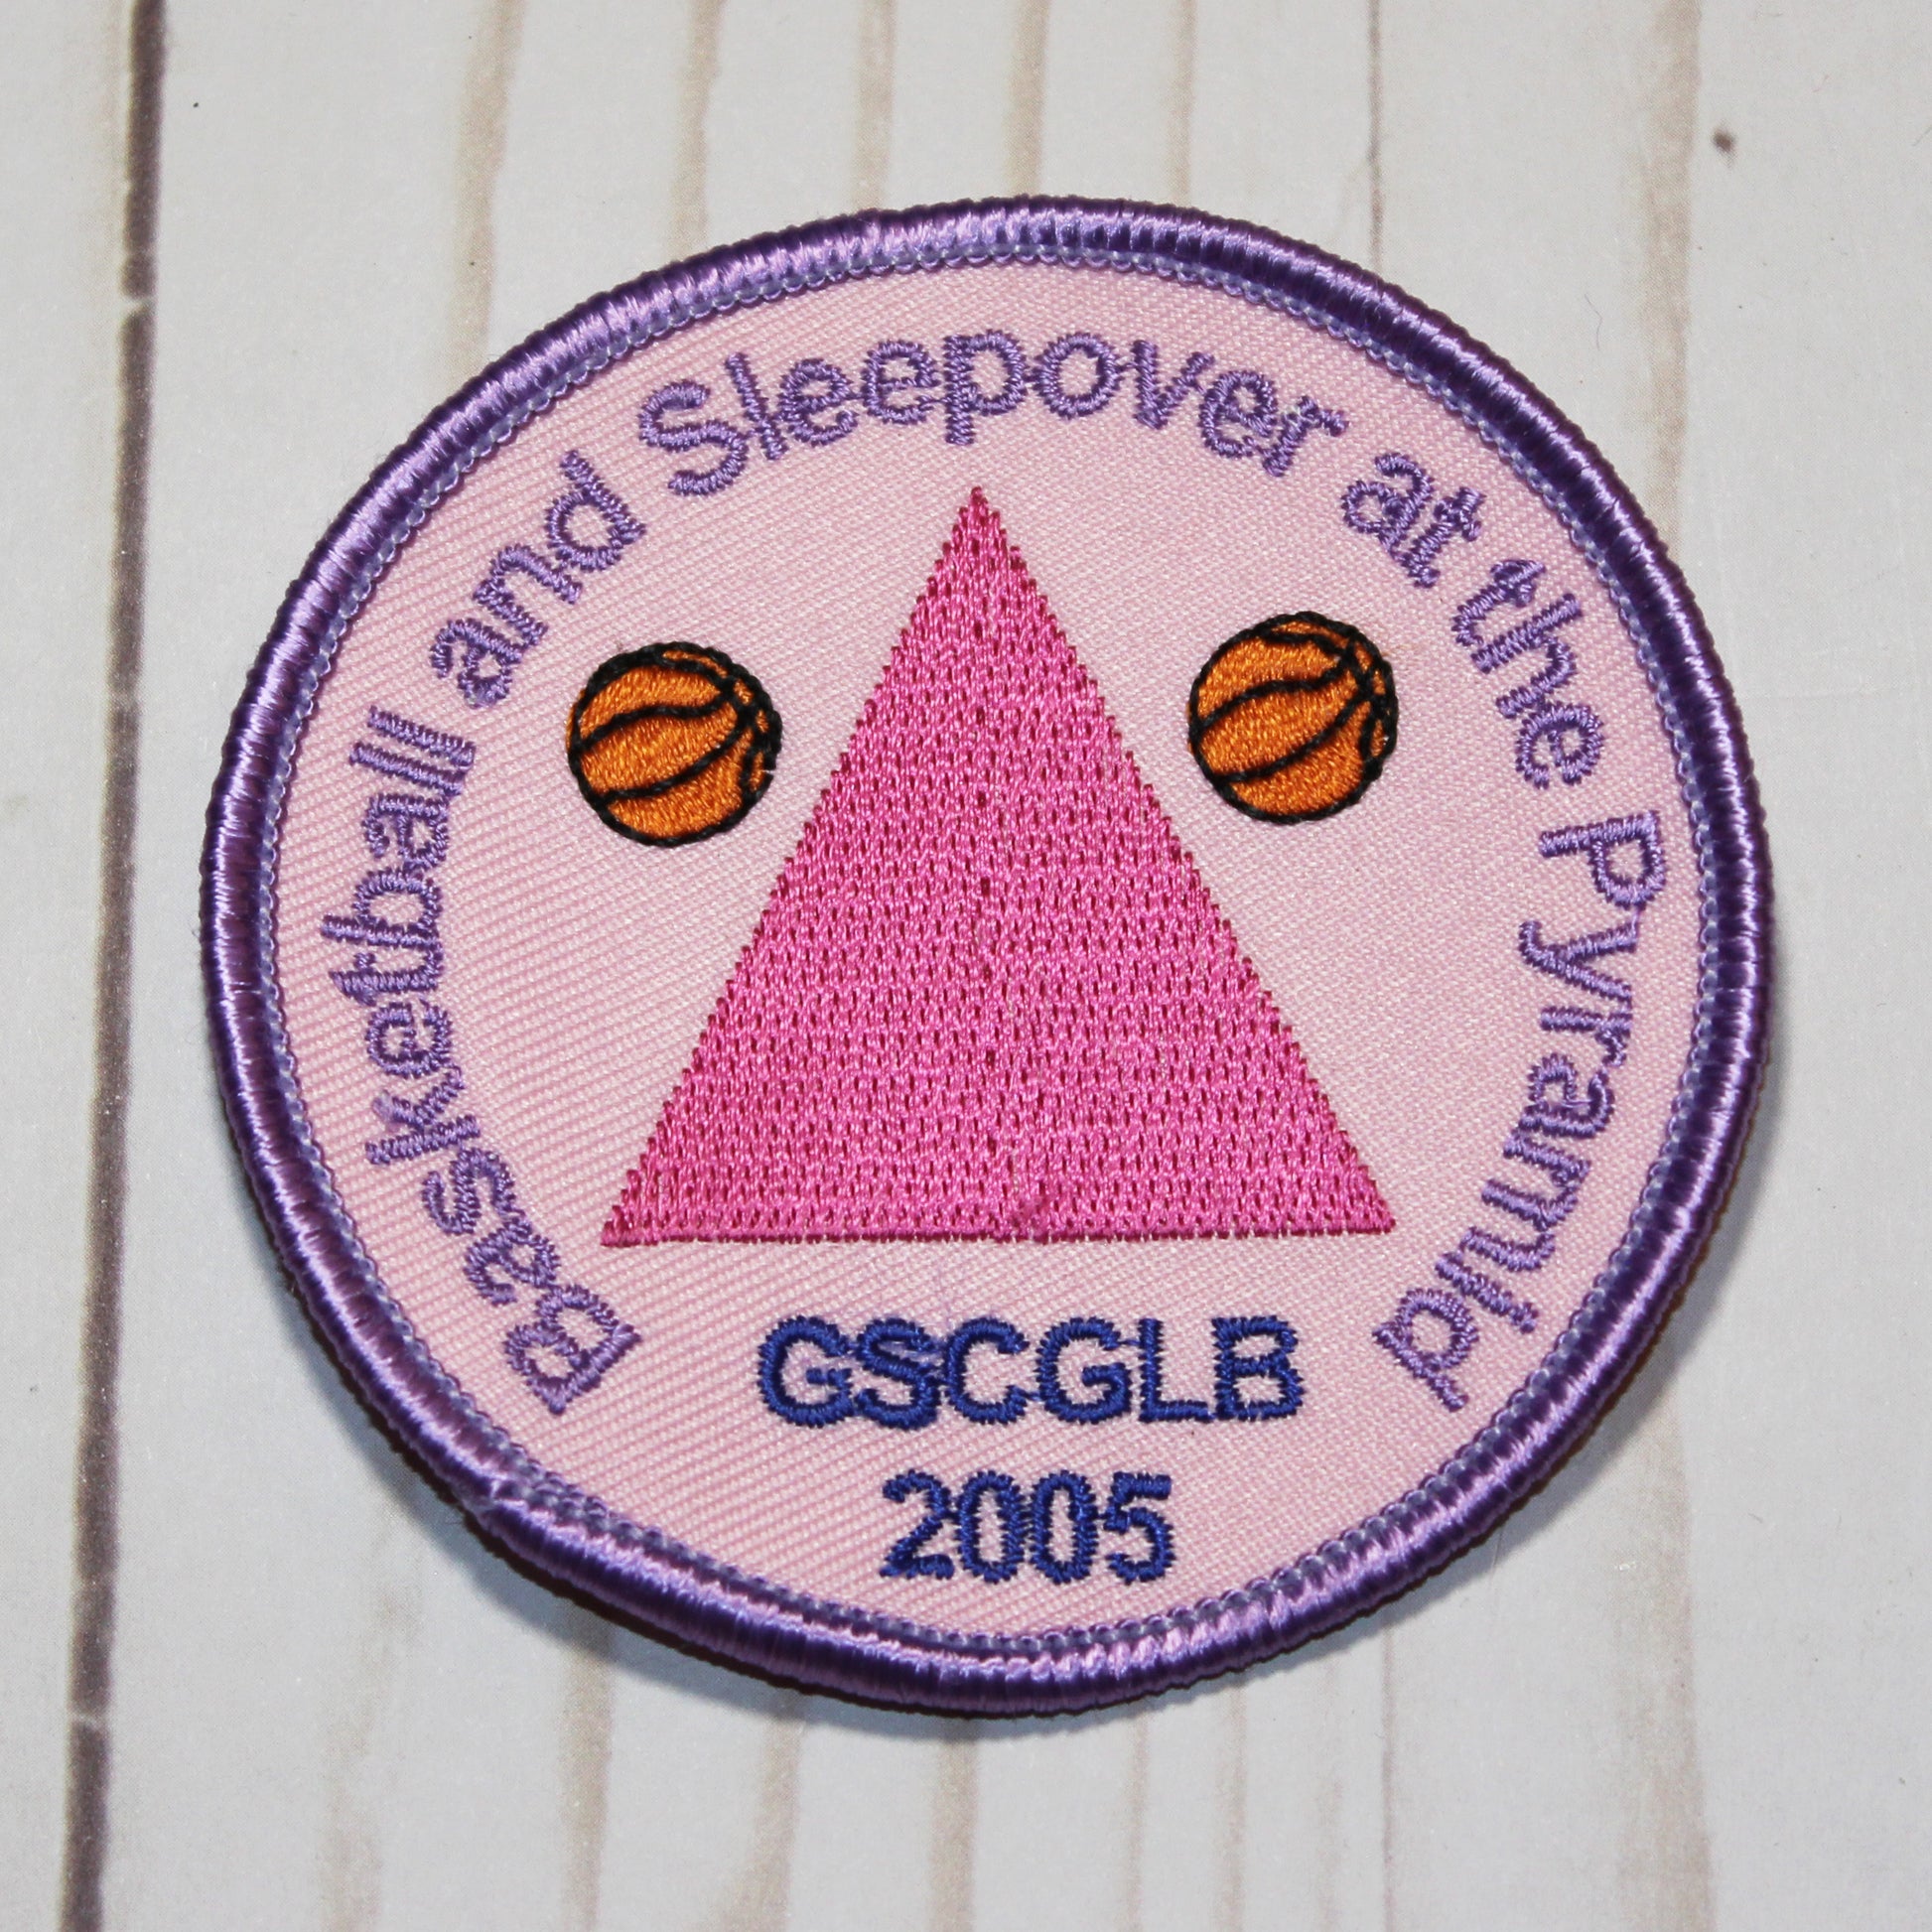 Basketball and Sleepover at the Pyramid
GSCGLB
2005